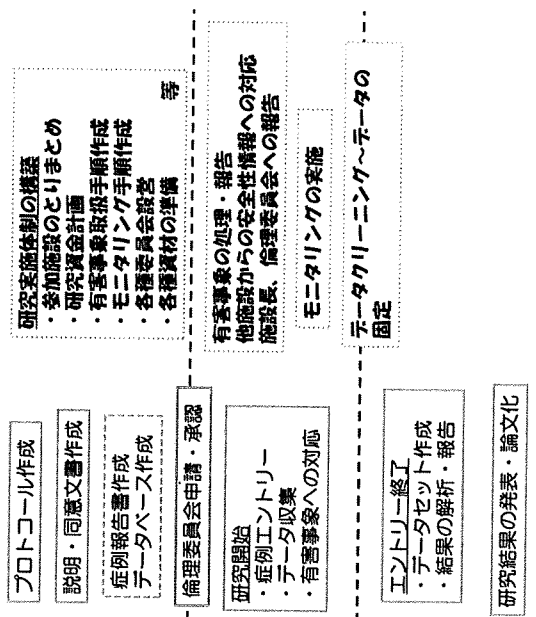 プロトコール作成
説明・同意文書作成
症例報告書作成
データベース作成
倫理委員会申請・承認
研究開始
・症例エントリー
・データ収集
・有害事象への対応
エントリー終了
・データセット作成
・結果の解析・報告
研究結果の発表・論文化
研究実施体制の構築
・参加施設のとりまとめ
・研究資金計画
・有害事象取扱手順作成
・モニタリング手順作成
・各種委員会設営
・各種資材の準備
等
有害事象の処理・報告
他施設からの安全性情報への対応
施設長、倫理委員会への報告
モニタリングの実施
データクリーニング～データの
固定